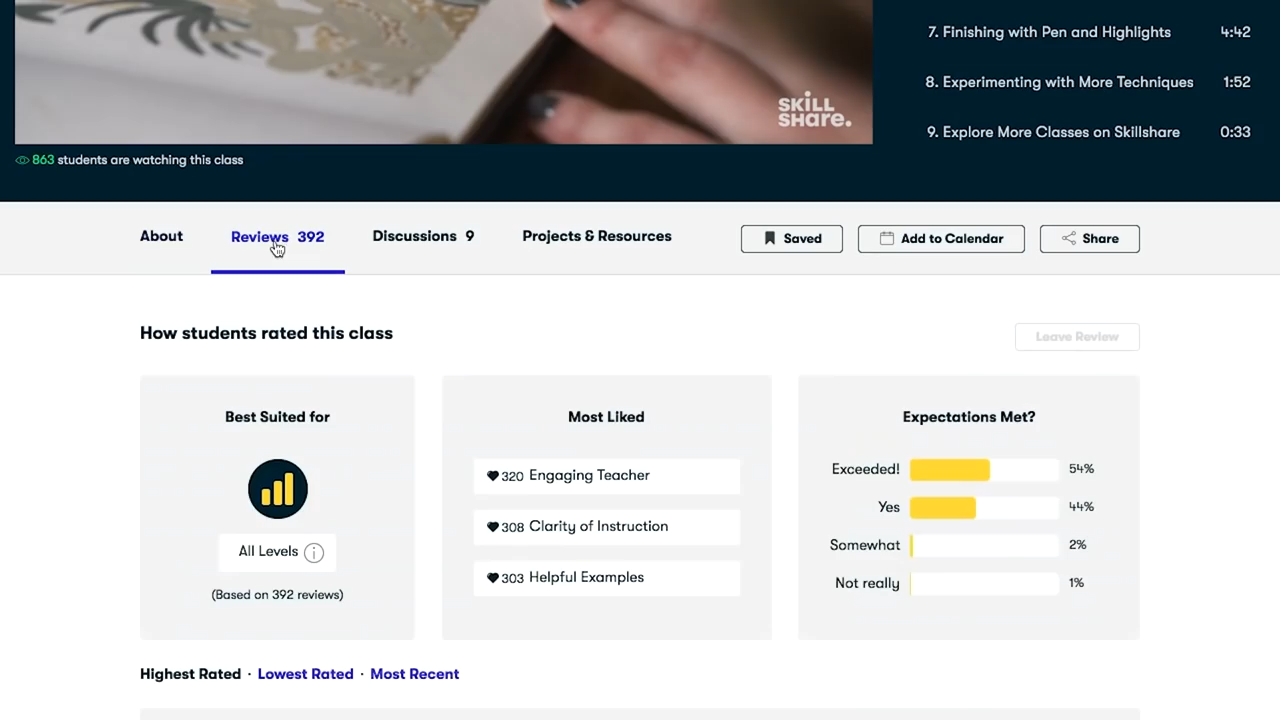 SKILL
SHARE.
7. Finishing with Pen and Highlights 4:42
8. Experimenting with More Techniques 1:52
9. Explore More Classes on Skillshare 0:33
863 students are watching this class
About Reviews 392 Discussions 9 Projects & Resources Saved Add to Calendar Share
How students rated this class
Leave Review
Best Suited for
All Levels
(Based on 392 reviews)
Most Liked
320 Engaging Teacher
308 Clarity of Instruction
303 Helpful Examples
Expectations Met?
Exceeded! 54%
Yes 44%
Somewhat 2%
Not really 1%
Highest Rated · Lowest Rated · Most Recent